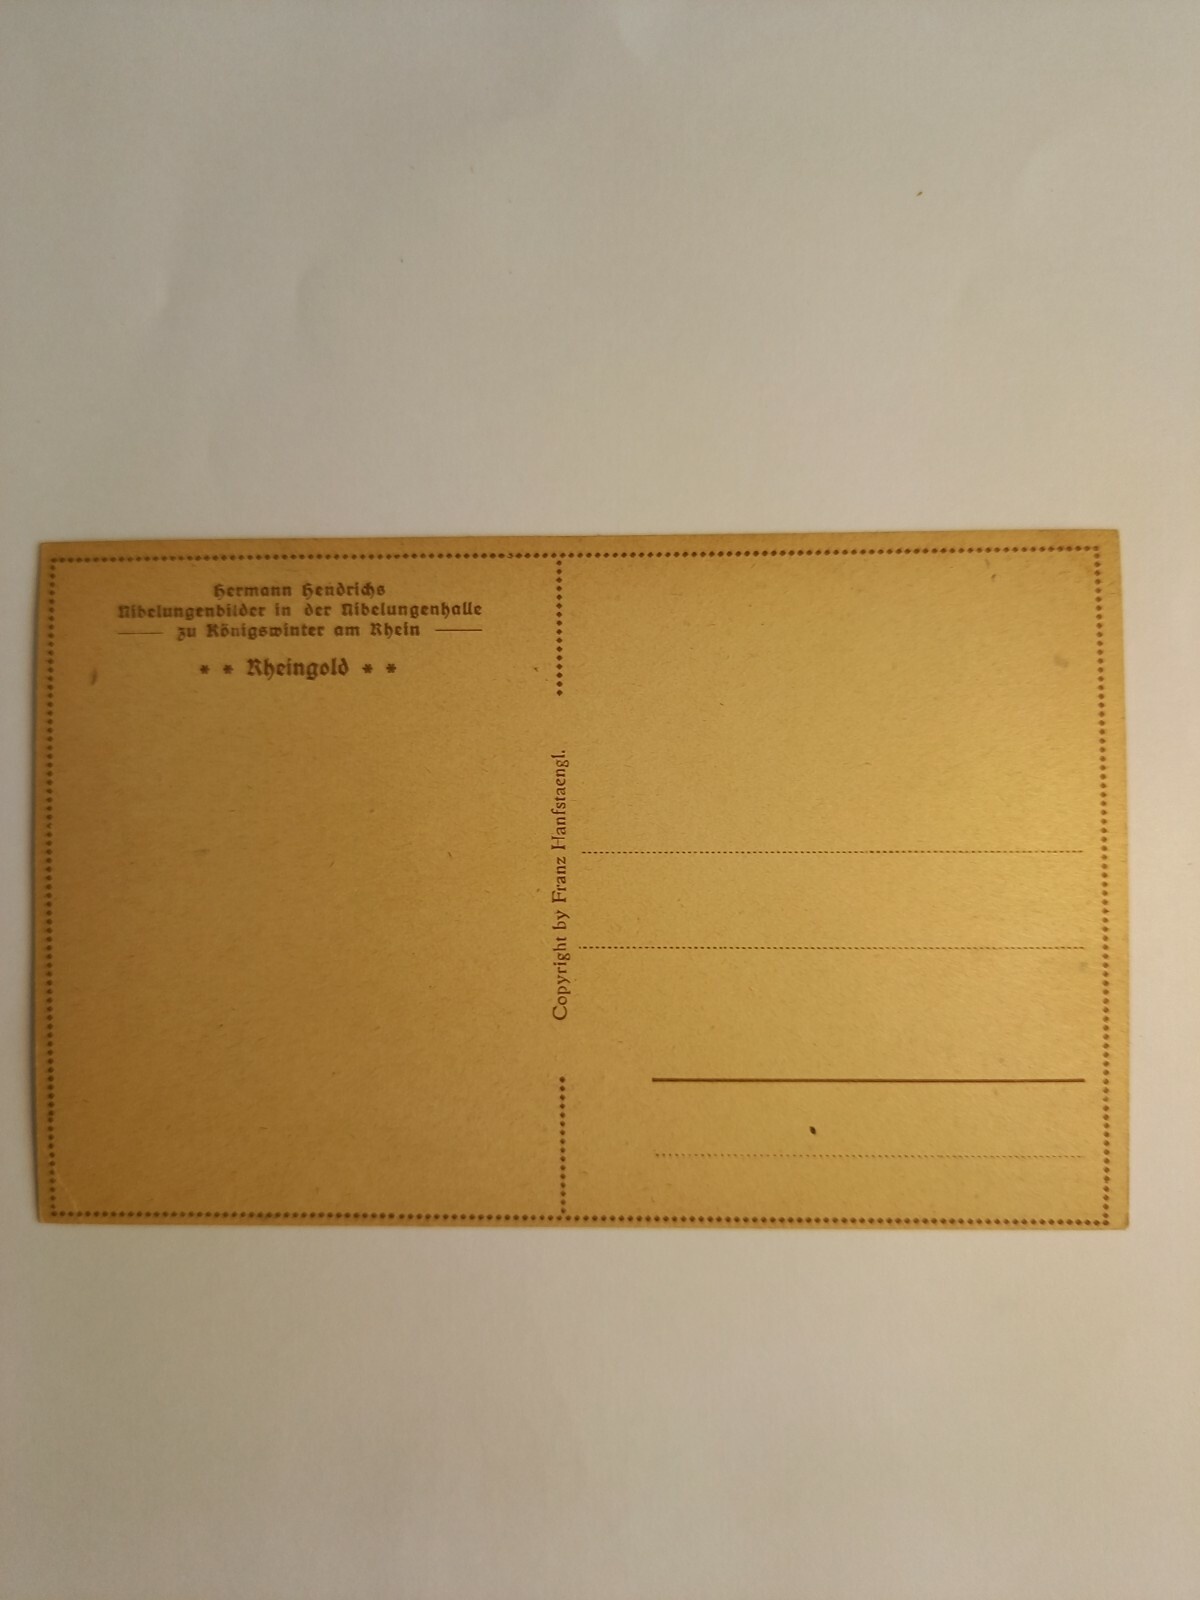 Hermann Hendrichs
Nibelungenbilder in der Nibelungenhalle
zu Königswinter am Rhein
* * Rheingold * *
Copyright by Franz Hanfstaengl.